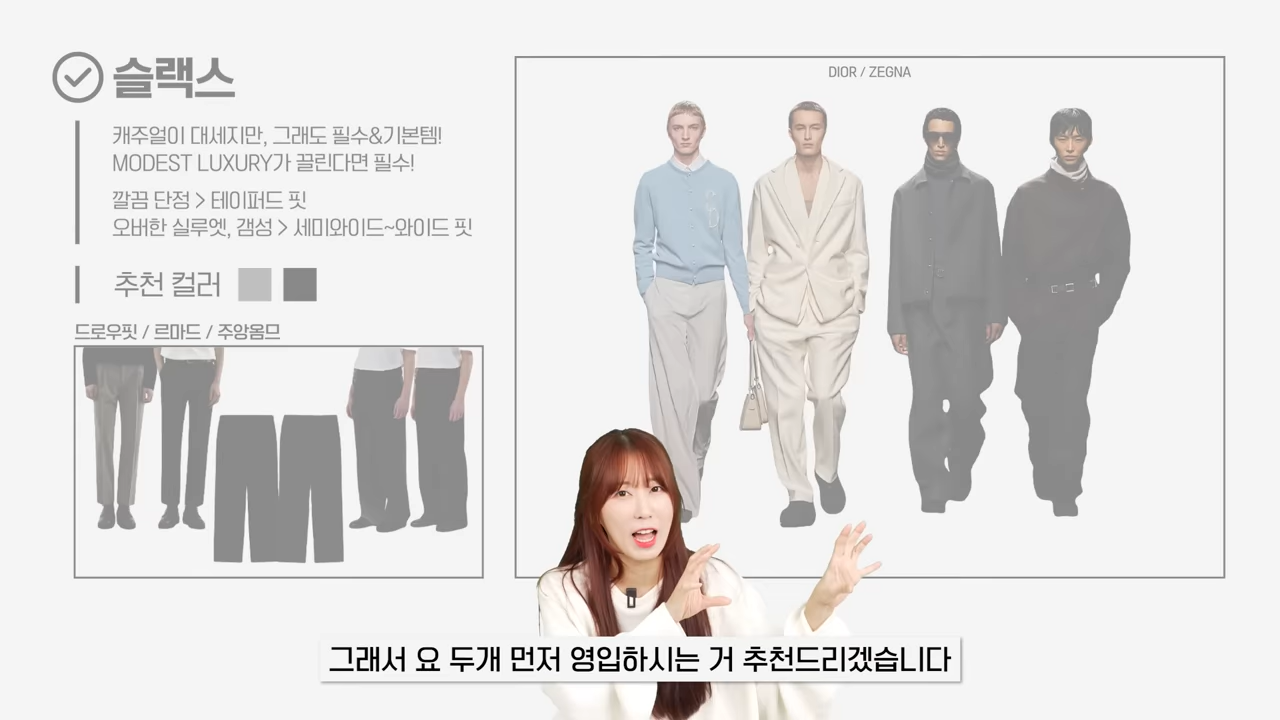 슬랙스
캐주얼이 대세지만, 그래도 필수&기본템!
MODEST LUXURY가 끌린다면 필수!
깔끔 단정 > 테이퍼드 핏
오버한 실루엣, 갬성 > 세미와이드~와이드 핏
추천 컬러
드로우핏 / 르마드 / 주앙옴므
DIOR / ZEGNA
그래서 요 두개 먼저 영입하시는 거 추천드리겠습니다